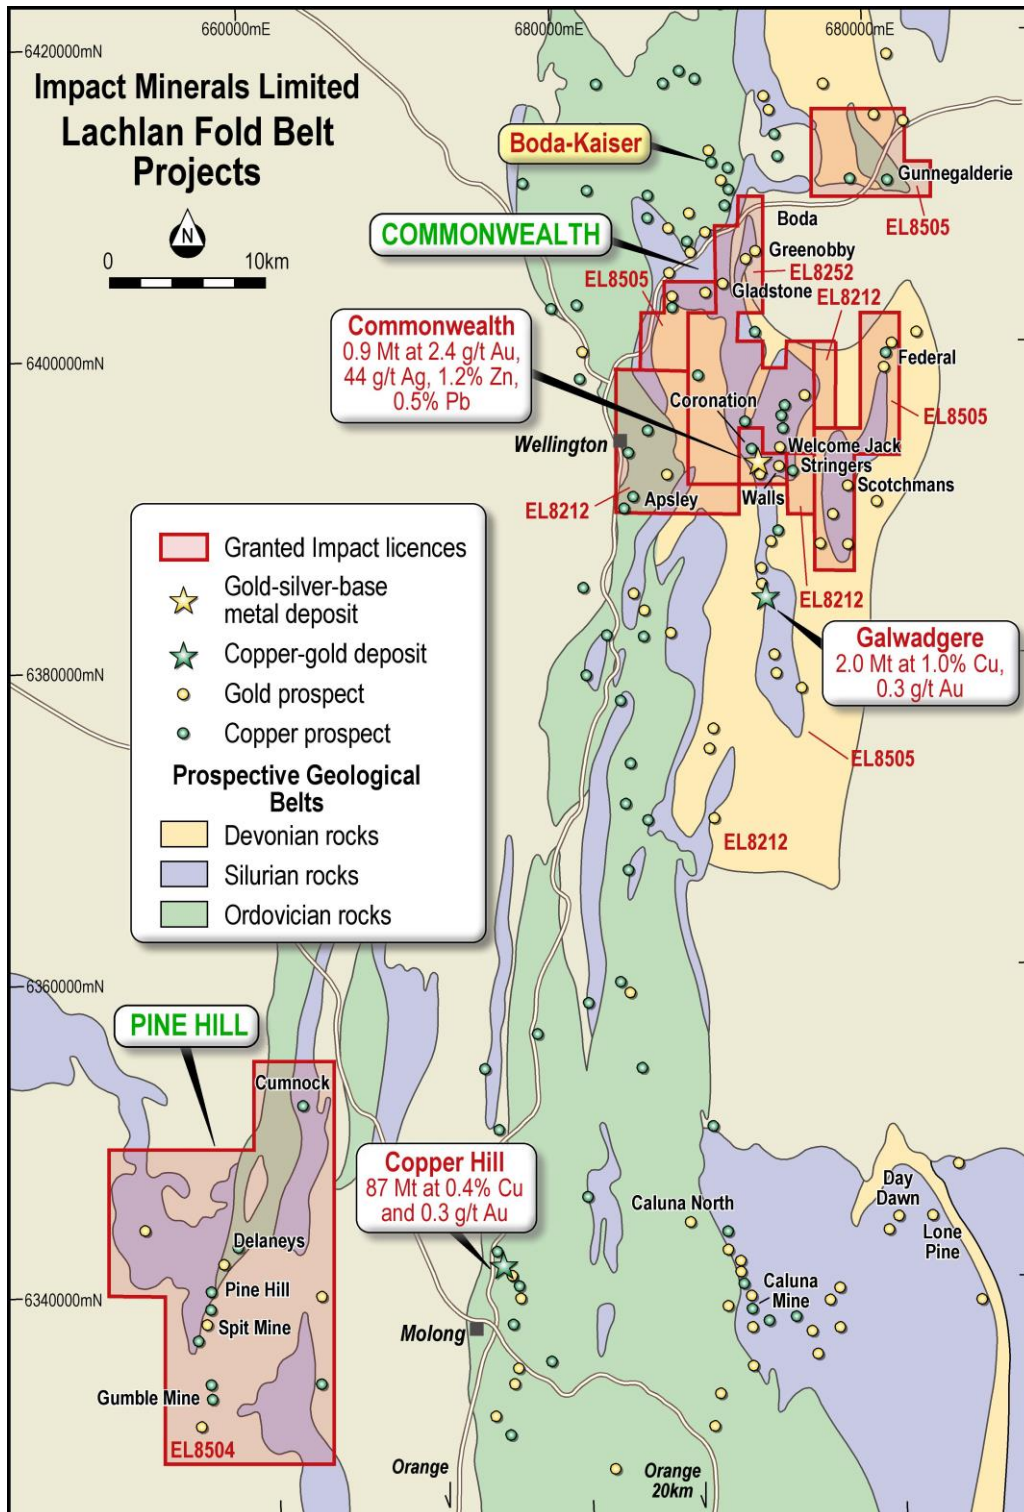 660000mE
680000mE
680000mE
6420000mN
Impact Minerals Limited
Lachlan Fold Belt
Projects
N
0
10km
Boda-Kaiser
Gunnegalderie
EL8505
COMMONWEALTH
Boda
Greenobby
EL8252
Gladstone
EL8505
EL8212
Commonwealth
0.9 Mt at 2.4 g/t Au,
44 g/t Ag, 1.2% Zn,
0.5% Pb
6400000mN
Federal
Coronation
EL8505
Wellington
Welcome Jack
Stringers
Scotchmans
Walls
Apsley
EL8212
EL8212
Galwadgere
2.0 Mt at 1.0% Cu,
0.3 g/t Au
Granted Impact licences
Gold-silver-base
metal deposit
Copper-gold deposit
Gold prospect
Copper prospect
Prospective Geological
Belts
Devonian rocks
Silurian rocks
Ordovician rocks
6380000mN
EL8505
EL8212
6360000mN
PINE HILL
Cumnock
Copper Hill
87 Mt at 0.4% Cu
and 0.3 g/t Au
Caluna North
Day
Dawn
Lone
Pine
Delaneys
Pine Hill
Caluna
Mine
6340000mN
Spit Mine
Molong
Gumble Mine
EL8504
Orange
Orange
20km